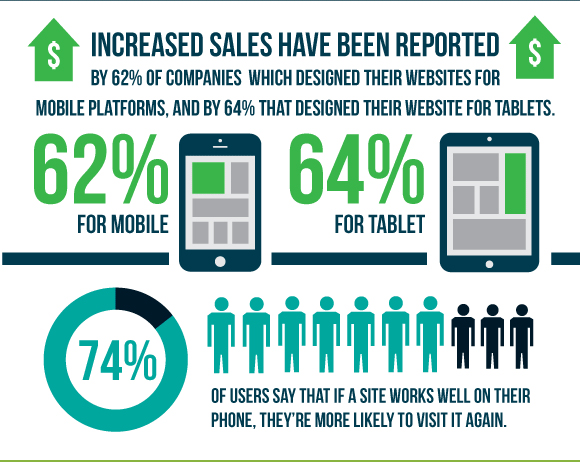 $
$
INCREASED SALES HAVE BEEN REPORTED
BY 62% OF COMPANIES WHICH DESIGNED THEIR WEBSITES FOR
MOBILE PLATFORMS, AND BY 64% THAT DESIGNED THEIR WEBSITE FOR TABLETS.
62%
FOR MOBILE
64%
FOR TABLET
74%
OF USERS SAY THAT IF A SITE WORKS WELL ON THEIR
PHONE, THEY'RE MORE LIKELY TO VISIT IT AGAIN.